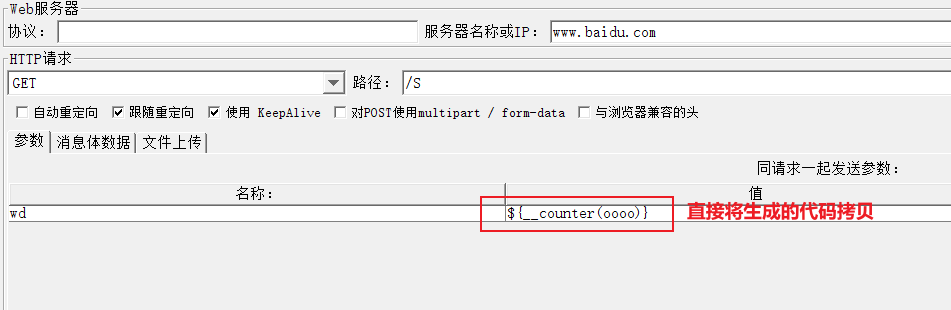 Web服务器
协议： 服务器名称或IP： www.baidu.com
HTTP请求
GET 路径： /S
自动重定向 跟随重定向 使用 KeepAlive 对POST使用multipart / form-data 与浏览器兼容的头
参数 消息体数据 文件上传
同请求一起发送参数：
名称： 值
wd ${__counter(oooo)} 直接将生成的代码拷贝